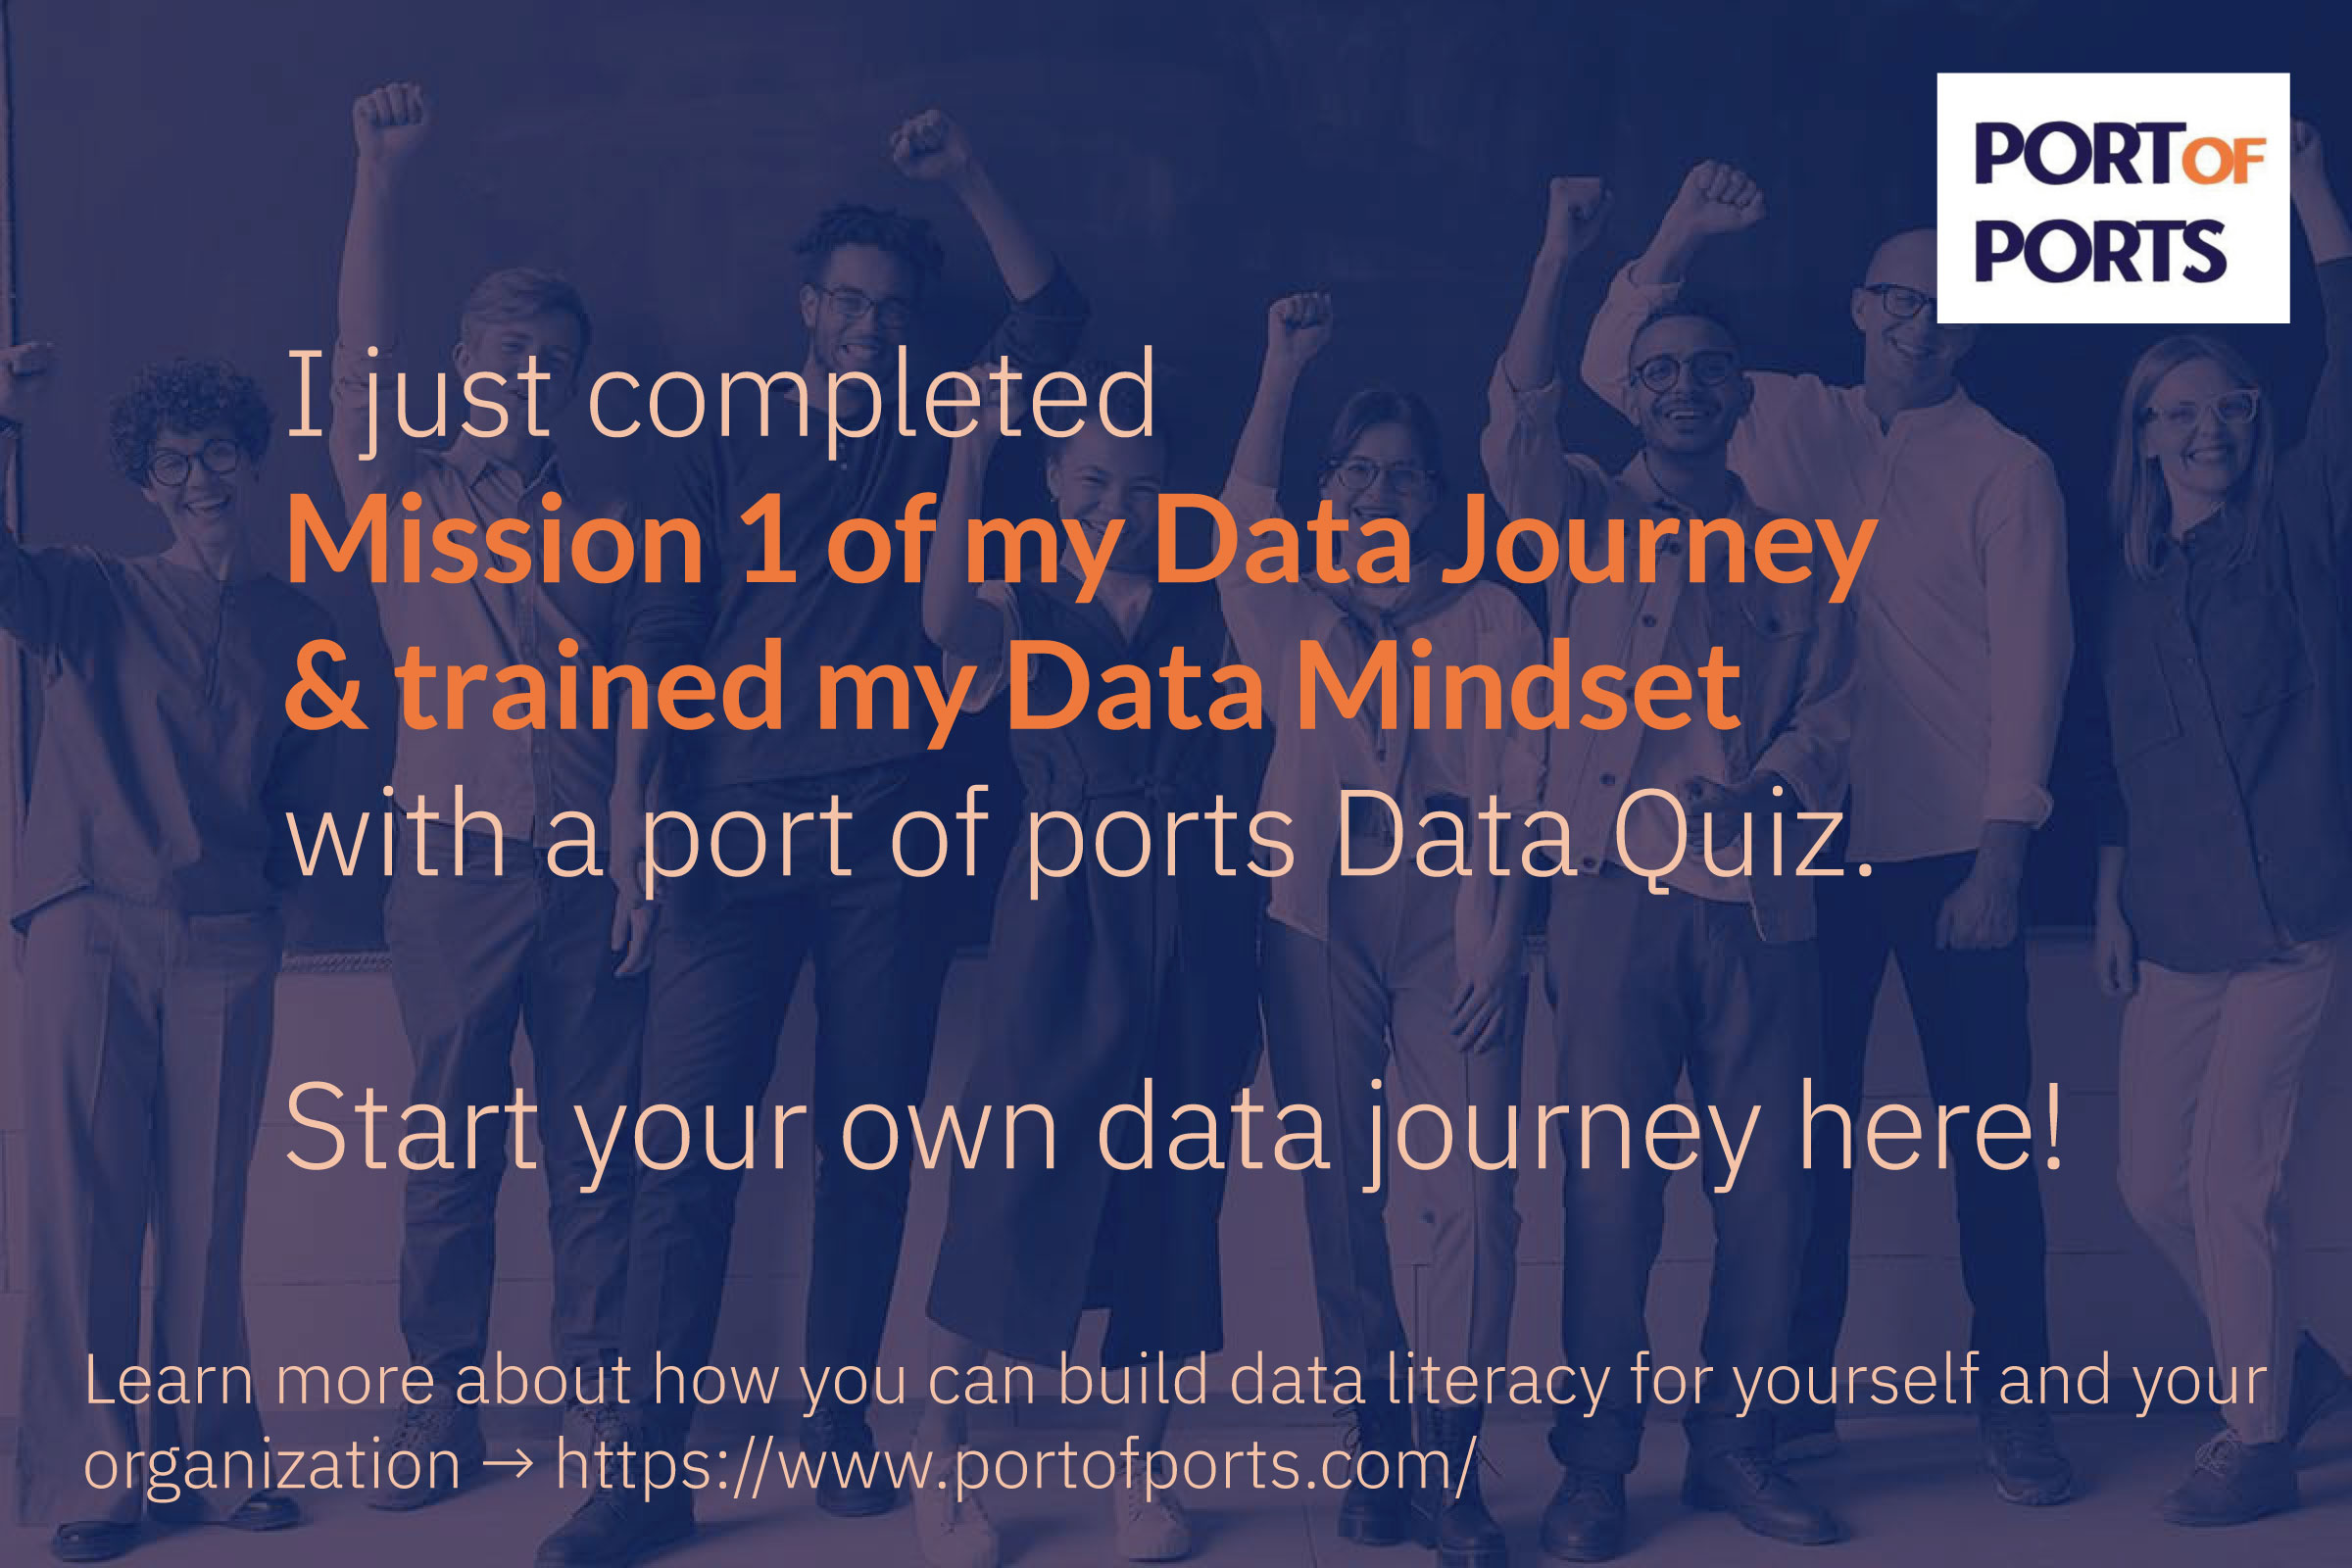 PORT OF
PORTS
I just completed
Mission 1 of my Data Journey
& trained my Data Mindset
with a port of ports Data Quiz.
Start your own data journey here!
Learn more about how you can build data literacy for yourself and your
organization → https://www.portofports.com/